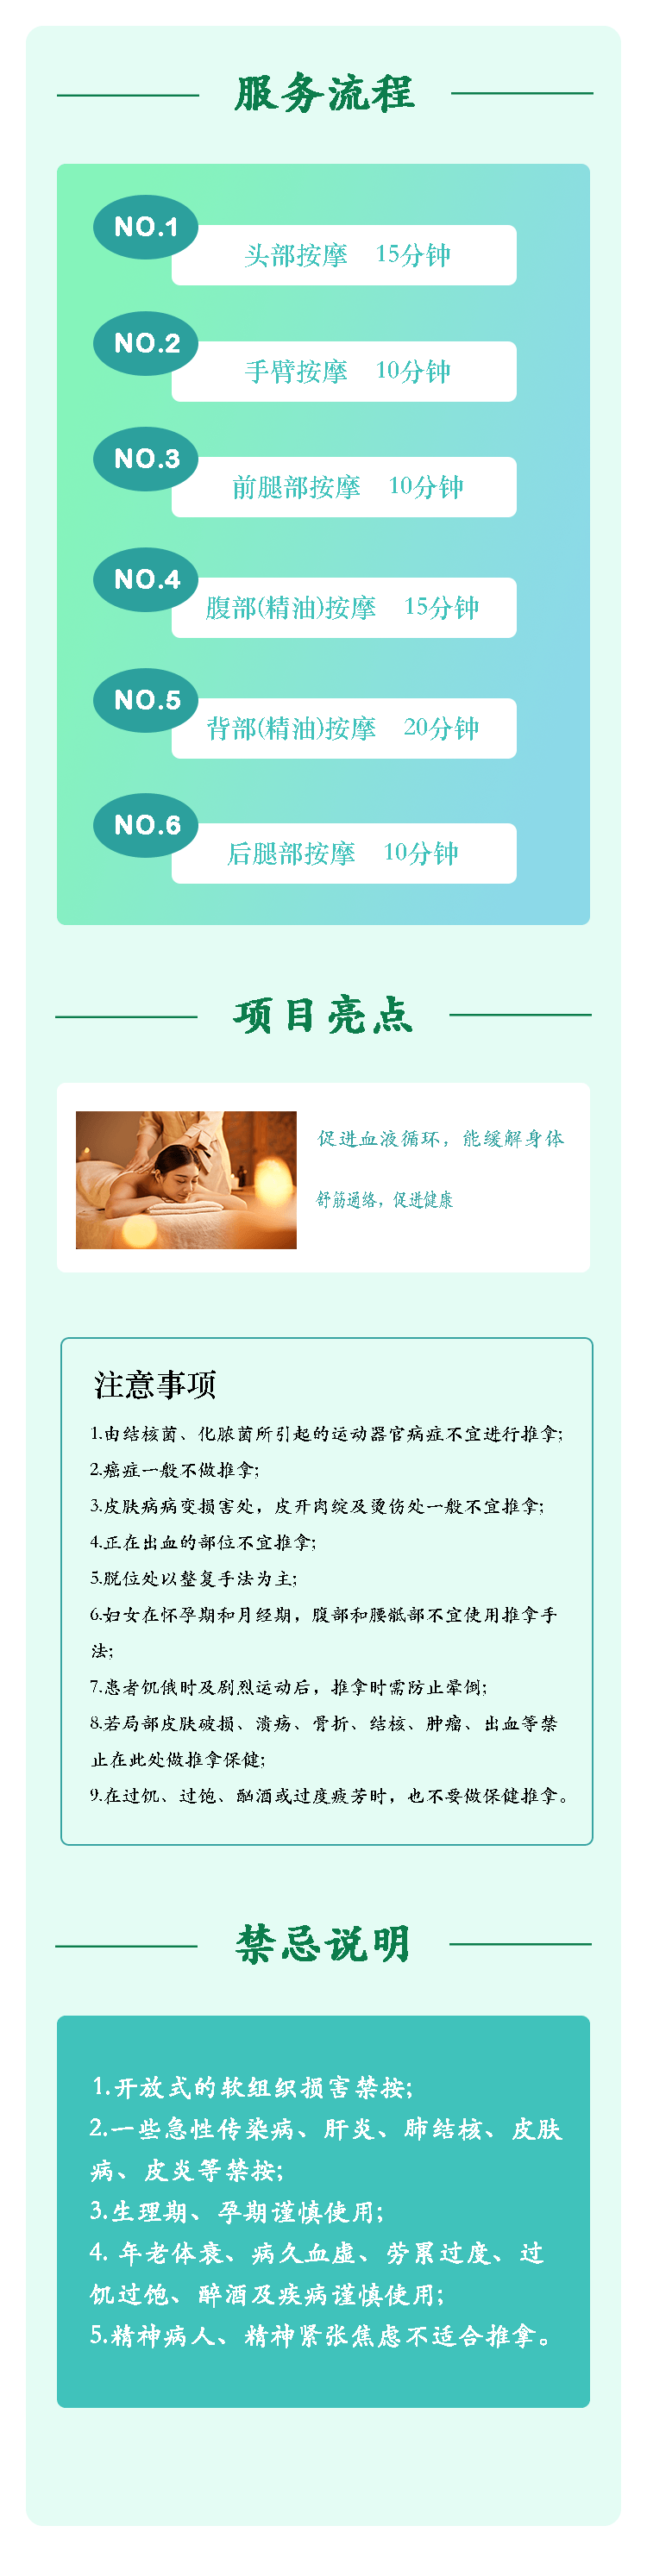 服务流程
NO.1
头部按摩 15分钟
NO.2
手臂按摩 10分钟
NO.3
前腿部按摩 10分钟
NO.4
腹部(精油)按摩 15分钟
NO.5
背部(精油)按摩 20分钟
NO.6
后腿部按摩 10分钟
项目亮点
促进血液循环，能缓解身体
舒筋通络，促进健康
注意事项
1.由结核菌、化脓菌所引起的运动器官病症不宜进行推拿;
2.癌症一般不做推拿;
3.皮肤病病变损害处，皮开肉绽及烫伤处一般不宜推拿;
4.正在出血的部位不宜推拿;
5.脱位处以整复手法为主;
6.妇女在怀孕期和月经期，腹部和腰骶部不宜使用推拿手
法;
7.患者饥俄时及剧烈运动后，推拿时需防止晕倒;
8.若局部皮肤破损、溃疡、骨折、结核、肿瘤、出血等禁
止在此处做推拿保健;
9.在过饥、过饱、酗酒或过度疲劳时，也不要做保健推拿。
禁忌说明
1.开放式的软组织损害禁按;
2.一些急性传染病、肝炎、肺结核、皮肤
病、皮炎等禁按;
3.生理期、孕期谨慎使用;
4. 年老体衰、病久血虚、劳累过度、过
饥过饱、醉酒及疾病谨慎使用;
5.精神病人、精神紧张焦虑不适合推拿。